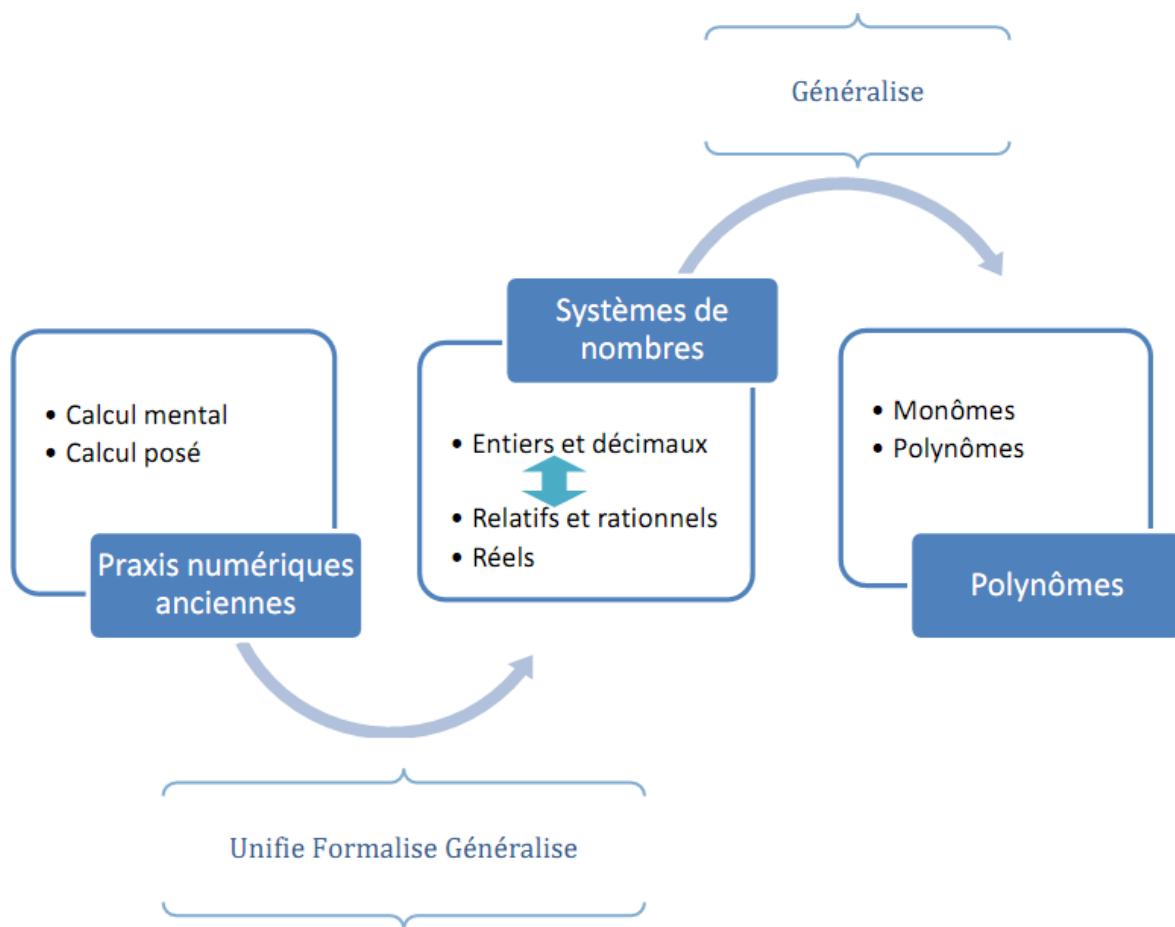 Généralise
Systèmes de
nombres
• Calcul mental
• Calcul posé
Praxis numériques
anciennes
• Entiers et décimaux
• Relatifs et rationnels
• Réels
• Monômes
• Polynômes
Polynômes
Unifie Formalise Généralise